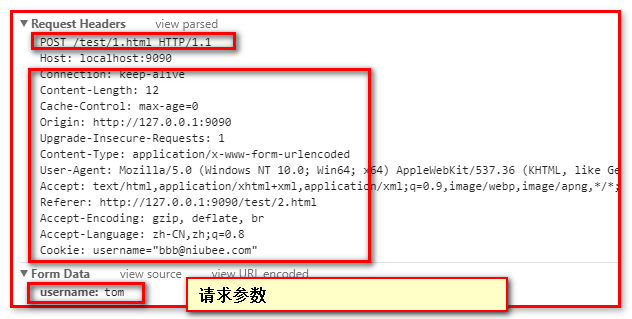 Request Headers view parsed
POST /test/1.html HTTP/1.1
Host: localhost:9090
Connection: keep-alive
Content-Length: 12
Cache-Control: max-age=0
Origin: http://127.0.0.1:9090
Upgrade-Insecure-Requests: 1
Content-Type: application/x-www-form-urlencoded
User-Agent: Mozilla/5.0 (Windows NT 10.0; Win64; x64) AppleWebKit/537.36 (KHTML, like Ge
Accept: text/html,application/xhtml+xml,application/xml;q=0.9,image/webp,image/apng,*/*;
Referer: http://127.0.0.1:9090/test/2.html
Accept-Encoding: gzip, deflate, br
Accept-Language: zh-CN,zh;q=0.8
Cookie: username="bbb@niubee.com"
Form Data view source view URL encoded
username: tom
请求参数